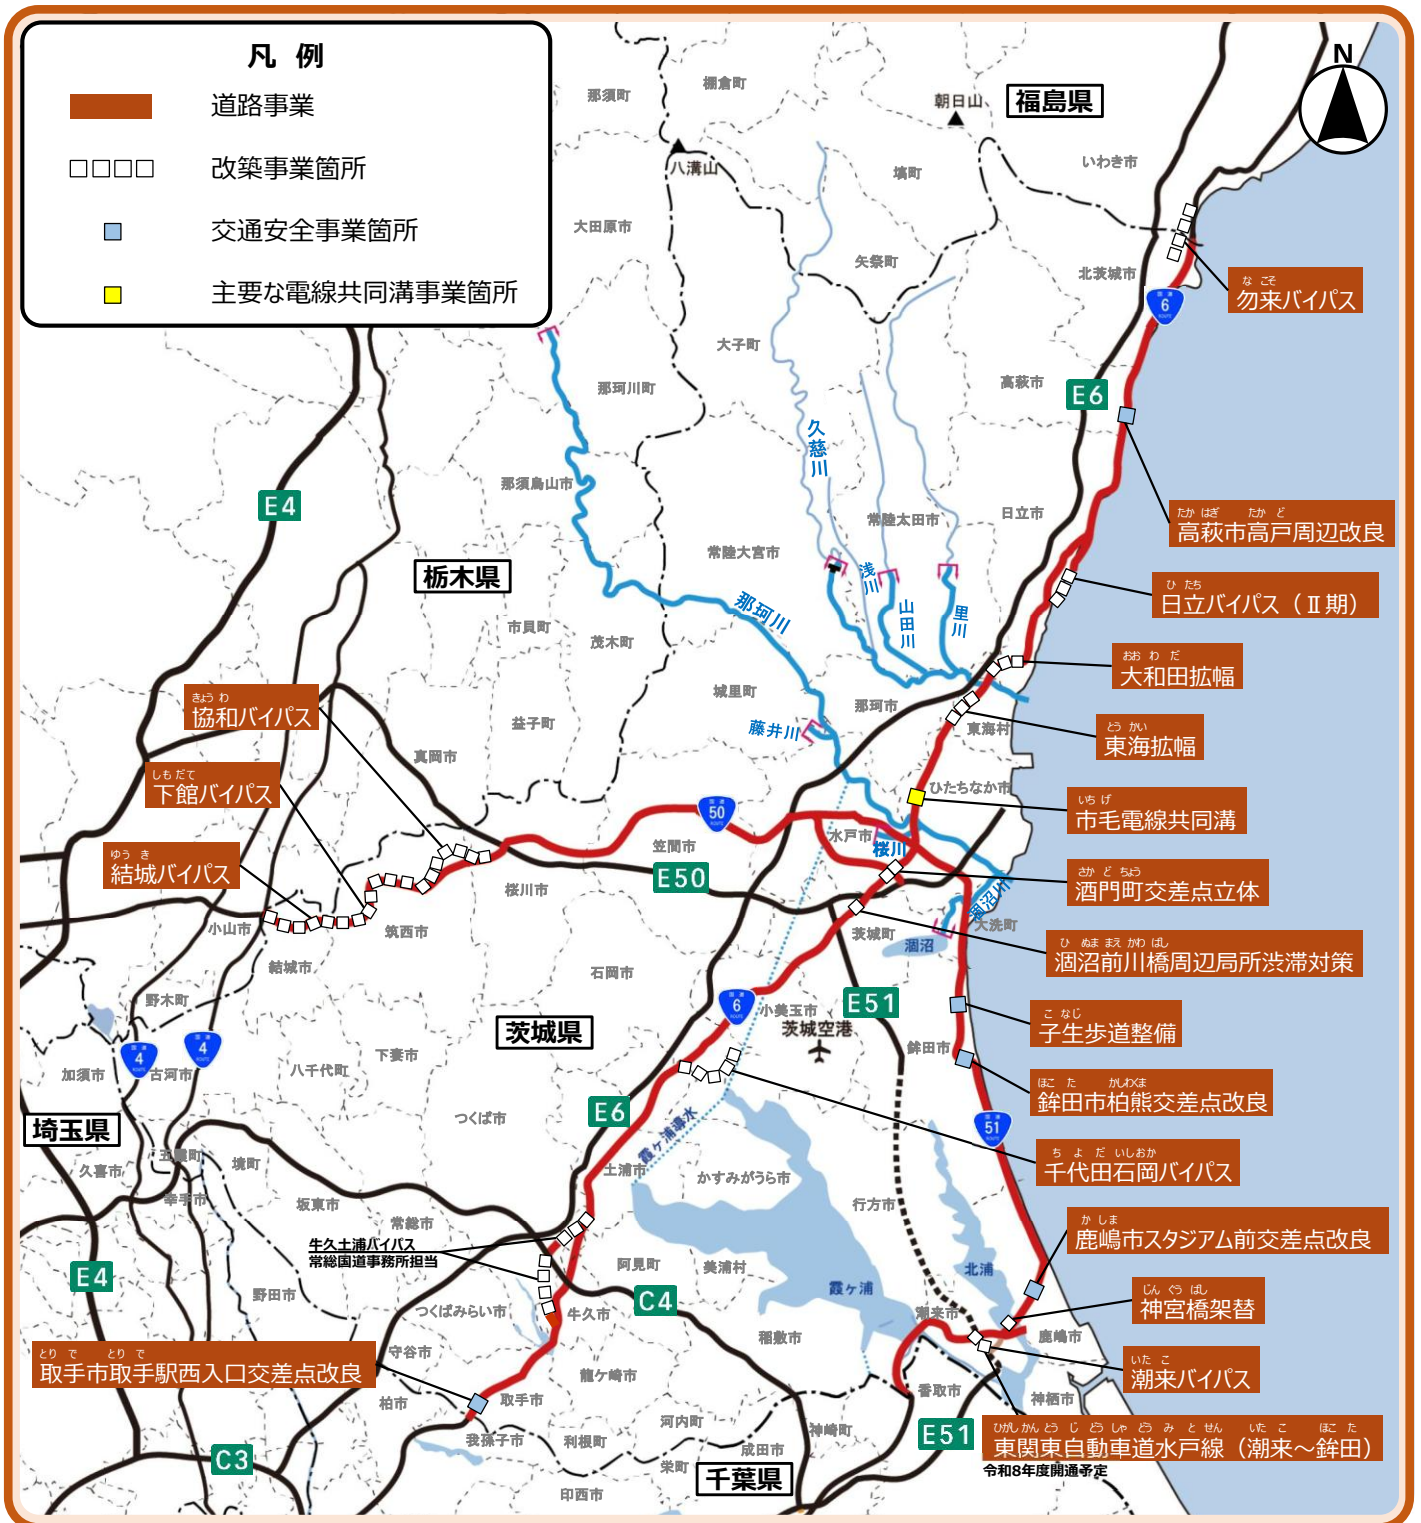 凡 例
道路事業
改築事業箇所
交通安全事業箇所
主要な電線共同溝事業箇所
N
福島県
栃木県
茨城県
埼玉県
千葉県
那須町
棚倉町
朝日山
八溝山
塙町
いわき市
大田原市
矢祭町
北茨城市
な こそ
勿来バイパス
国道
6
ROUTE
大子町
那珂川町
高萩市
E6
久慈川
E4
那須烏山市
常陸太田市
日立市
たか はぎ たか ど
高萩市高戸周辺改良
常陸大宮市
浅川
山田川
里川
ひ たち
日立バイパス（Ⅱ期）
那珂川
市貝町
茂木町
おお わ だ
大和田拡幅
きょう わ
協和バイパス
城里町
那珂市
益子町
藤井川
東海村
とう かい
東海拡幅
真岡市
しも だて
下館バイパス
ひたちなか市
いち げ
市毛電線共同溝
国道
50
ROUTE
笠間市
水戸市
桜川
ゆう き
結城バイパス
E50
桜川市
さか ど ちょう
酒門町交差点立体
涸沼川
大洗町
小山市
筑西市
茨城町
涸沼
ひ ぬま まえ かわ ばし
涸沼前川橋周辺局所渋滞対策
結城市
石岡市
野木町
国道
6
ROUTE
小美玉市
E51
茨城空港
こ なじ
子生歩道整備
国道
4
ROUTE
国道
4
ROUTE
加須市
古河市
下妻市
八千代町
鉾田市
ほこ た かしわくま
鉾田市柏熊交差点改良
つくば市
E6
霞ヶ浦導水
国道
51
ROUTE
久喜市
五霞町
境町
土浦市
かすみがうら市
ち よ だ いしおか
千代田石岡バイパス
幸手市
坂東市
常総市
行方市
か しま
鹿嶋市スタジアム前交差点改良
牛久土浦バイパス
常総国道事務所担当
阿見町
美浦村
北浦
霞ヶ浦
E4
野田市
つくばみらい市
牛久市
C4
潮来市
じん ぐう ばし
神宮橋架替
稲敷市
鹿嶋市
とり で とり で
取手市取手駅西入口交差点改良
守谷市
龍ケ崎市
いた こ
潮来バイパス
柏市
取手市
香取市
神栖市
河内町
神崎町
我孫子市
利根町
成田市
E51
ひがし かん とう じ どう しゃ どう み と せん いた こ ほこ た
東関東自動車道水戸線（潮来～鉾田）
令和8年度開通予定
C3
栄町
印西市